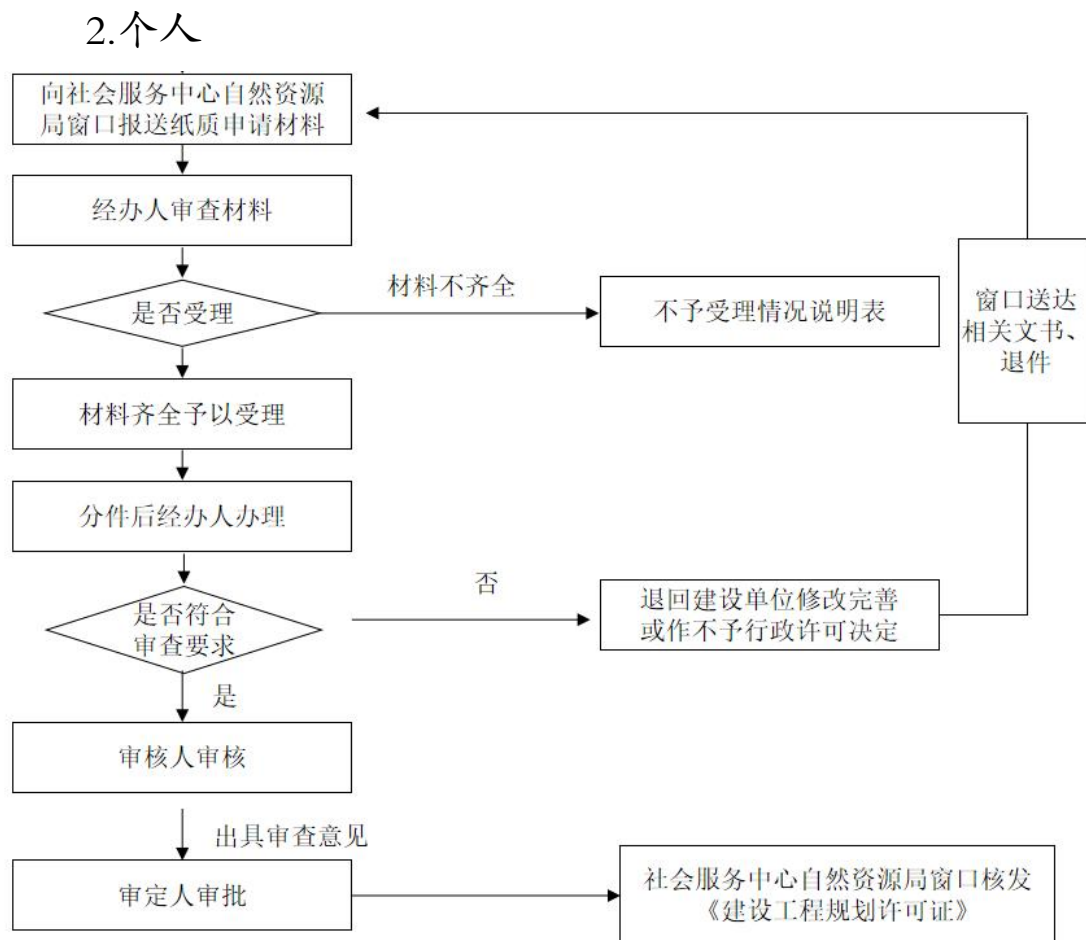 2.个人
向社会服务中心自然资源
局窗口报送纸质申请材料
经办人审查材料
是否受理
材料不齐全
不予受理情况说明表
窗口送达
相关文书、
退件
材料齐全予以受理
分件后经办人办理
是否符合
审查要求
否
退回建设单位修改完善
或作不予行政许可决定
是
审核人审核
出具审查意见
审定人审批
社会服务中心自然资源局窗口核发
《建设工程规划许可证》